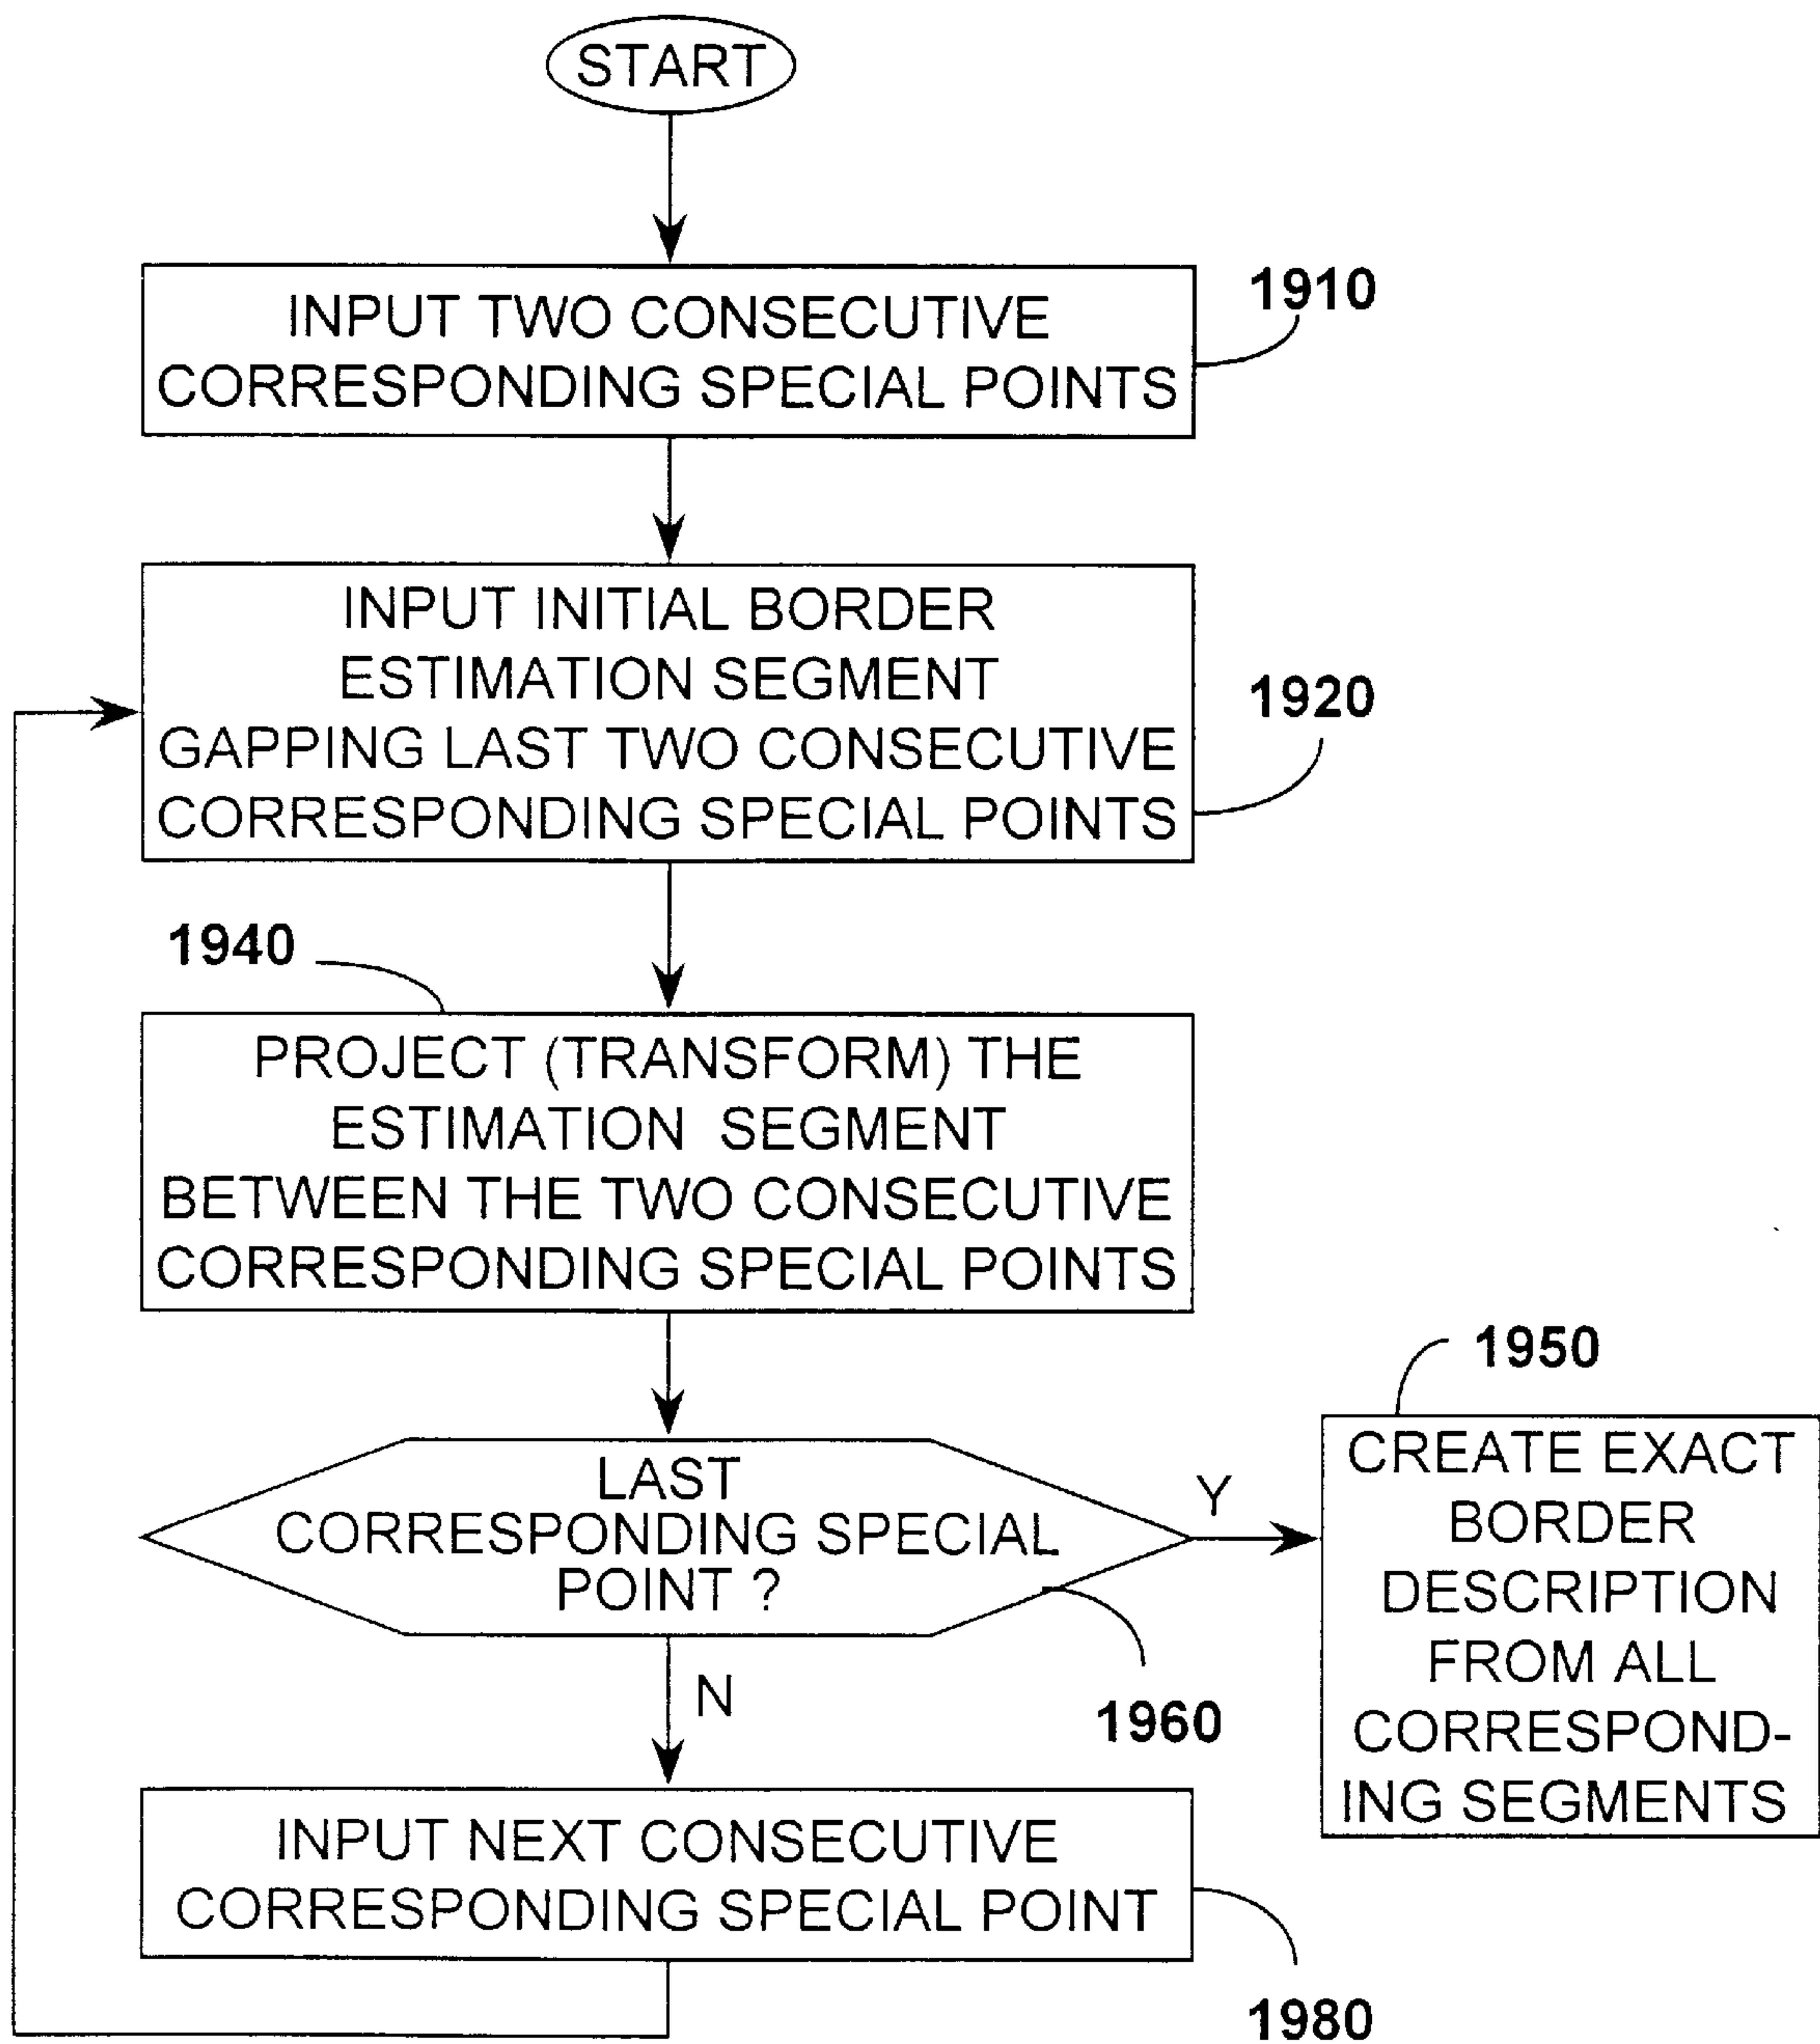 START
INPUT TWO CONSECUTIVE
CORRESPONDING SPECIAL POINTS
1910
INPUT INITIAL BORDER
ESTIMATION SEGMENT
GAPPING LAST TWO CONSECUTIVE
CORRESPONDING SPECIAL POINTS
1920
1940
PROJECT (TRANSFORM) THE
ESTIMATION SEGMENT
BETWEEN THE TWO CONSECUTIVE
CORRESPONDING SPECIAL POINTS
LAST
CORRESPONDING SPECIAL
POINT ?
1960
Y
1950
CREATE EXACT
BORDER
DESCRIPTION
FROM ALL
CORRESPOND-
ING SEGMENTS
N
INPUT NEXT CONSECUTIVE
CORRESPONDING SPECIAL POINT
1980